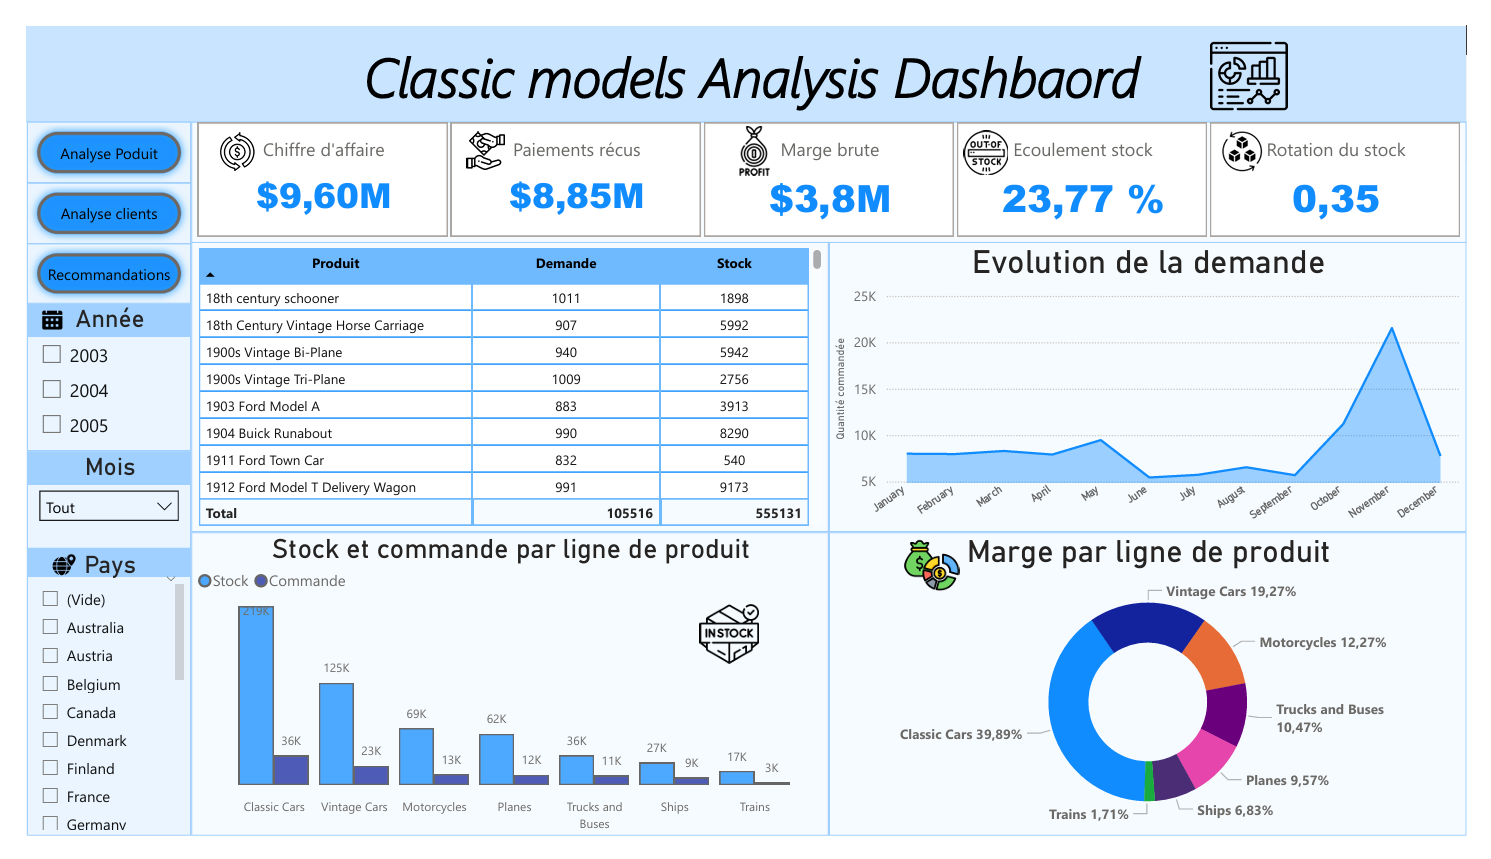 Classic models Analysis Dashbaord
Analyse Poduit
Analyse clients
Recommandations
Année
2003
2004
2005
Mois
Tout
Pays
(Vide)
Australia
Austria
Belgium
Canada
Denmark
Finland
France
Germany
Chiffre d'affaire
$9,60M
Paiements récus
$8,85M
PROFIT
Marge brute
$3,8M
OUT-OF
STOCK
Ecoulement stock
23,77 %
Rotation du stock
0,35
Produit Demande Stock
18th century schooner 1011 1898
18th Century Vintage Horse Carriage 907 5992
1900s Vintage Bi-Plane 940 5942
1900s Vintage Tri-Plane 1009 2756
1903 Ford Model A 883 3913
1904 Buick Runabout 990 8290
1911 Ford Town Car 832 540
1912 Ford Model T Delivery Wagon 991 9173
Total 105516 555131
Evolution de la demande
Quantité commandée
25K
20K
15K
10K
5K
January February March April May June July August September October November December
Stock et commande par ligne de produit
Stock Commande
IN STOCK
219K 36K
125K 23K
69K 13K
62K 12K
36K 11K
27K 9K
17K 3K
Classic Cars Vintage Cars Motorcycles Planes Trucks and Ships Trains
Buses
Marge par ligne de produit
Vintage Cars 19,27%
Motorcycles 12,27%
Trucks and Buses
10,47%
Classic Cars 39,89%
Planes 9,57%
Ships 6,83%
Trains 1,71%